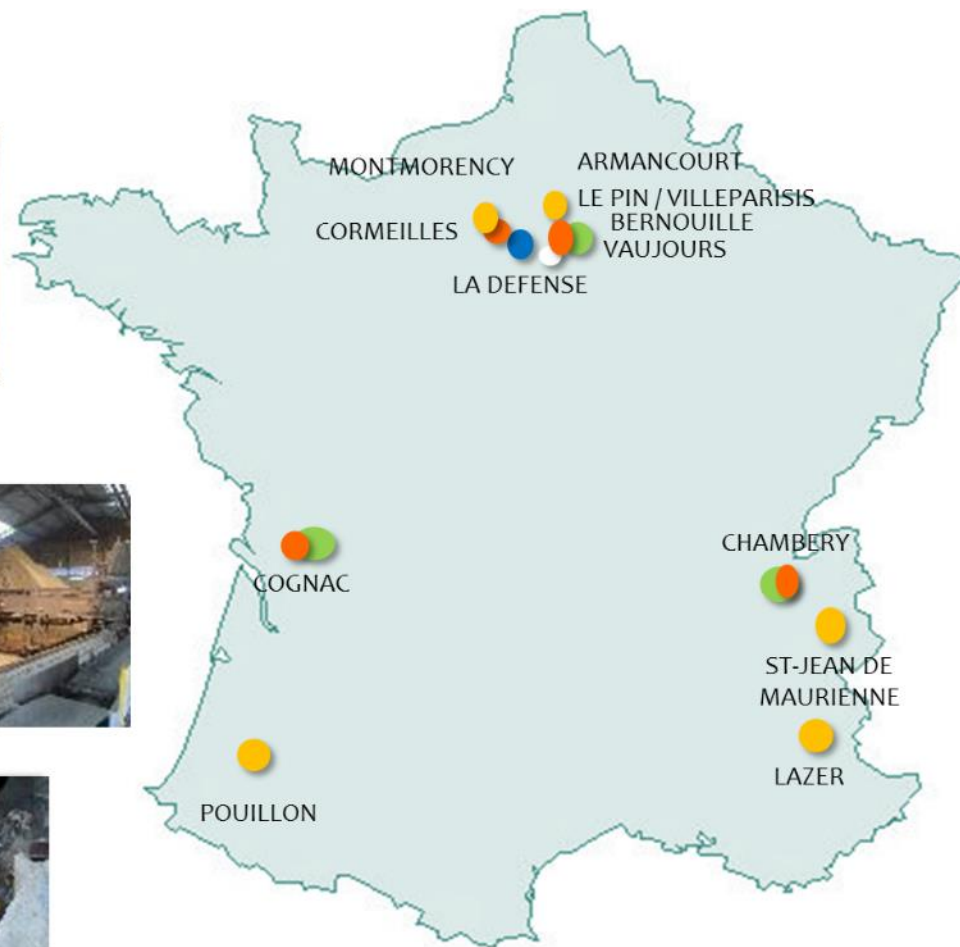 MONTMORENCY
ARMANCOURT
LE PIN / VILLEPARISIS
BERNOUILLE
CORMEILLES
VAUJOURS
LA DEFENSE
COGNAC
CHAMBERY
ST-JEAN DE
MAURIENNE
LAZER
POUILLON